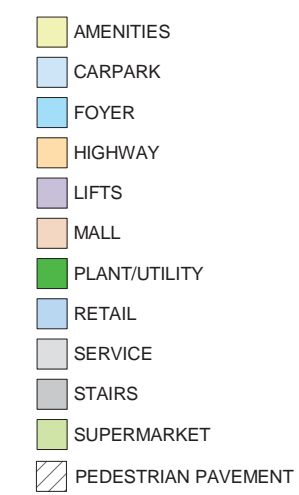 AMENITIES
CARPARK
FOYER
HIGHWAY
LIFTS
MALL
PLANT/UTILITY
RETAIL
SERVICE
STAIRS
SUPERMARKET
PEDESTRIAN PAVEMENT